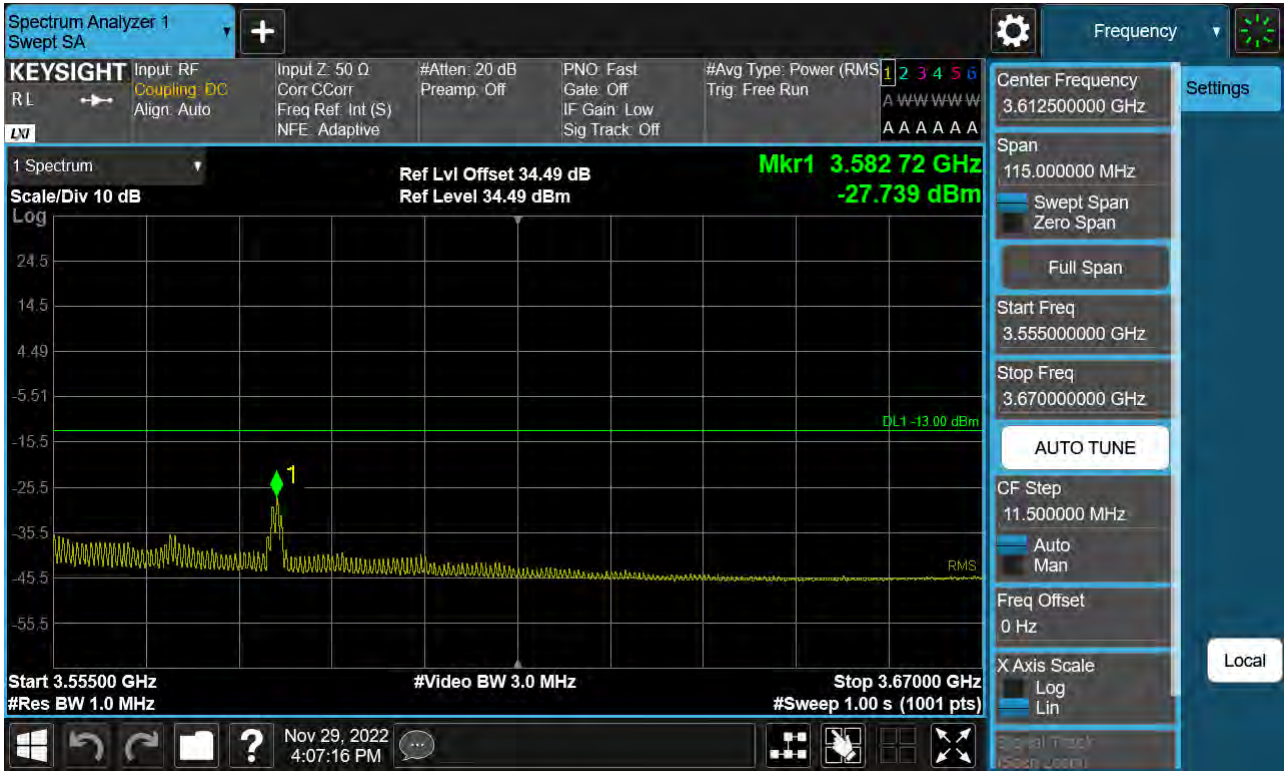 Spectrum Analyzer 1
Swept SA
Frequency
KEYSIGHT
RL
LXI
Input: RF
Coupling: DC
Align: Auto
Input Z: 50 Ω
Corr CCorr
Freq Ref: Int (S)
NFE: Adaptive
#Atten: 20 dB
Preamp: Off
PNO: Fast
Gate: Off
IF Gain: Low
Sig Track: Off
#Avg Type: Power (RMS
Trig: Free Run
1 2 3 4 5 6
A W W W W W
A A A A A A
1 Spectrum
Scale/Div 10 dB
Log
Ref Lvl Offset 34.49 dB
Ref Level 34.49 dBm
Mkr1 3.582 72 GHz
-27.739 dBm
24.5
14.5
4.49
-5.51
DL1 -13.00 dBm
-15.5
1
-25.5
-35.5
RMS
-45.5
-55.5
Start 3.55500 GHz
#Video BW 3.0 MHz
Stop 3.67000 GHz
#Res BW 1.0 MHz
#Sweep 1.00 s (1001 pts)
Center Frequency
3.612500000 GHz
Settings
Span
115.000000 MHz
Swept Span
Zero Span
Full Span
Start Freq
3.555000000 GHz
Stop Freq
3.670000000 GHz
AUTO TUNE
CF Step
11.500000 MHz
Auto
Man
Freq Offset
0 Hz
X Axis Scale
Log
Lin
Signal Track
(Span Zoom)
Local
?
Nov 29, 2022
4:07:16 PM